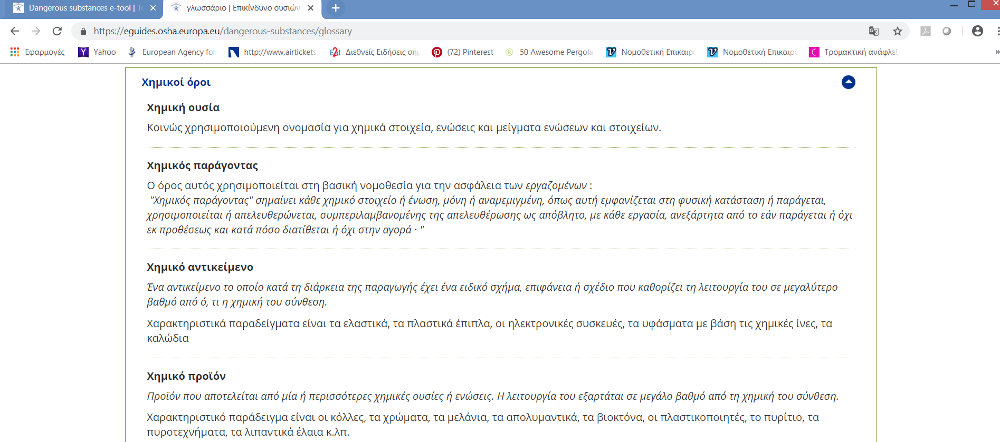 Dangerous substances e-tool | To
γλωσσάριο | Επικίνδυνο ουσιών
https://eguides.osha.europa.eu/dangerous-substances/glossary
Εφαρμογές Yahoo European Agency for http://www.airtickets. Διεθνείς Ειδήσεις σήμ (72) Pinterest 50 Awesome Pergola Νομοθετική Επικαιρό Νομοθετική Επικαιρό Τρομακτική ανάφλεξ »
Χημικοί όροι
Χημική ουσία
Κοινώς χρησιμοποιούμενη ονομασία για χημικά στοιχεία, ενώσεις και μείγματα ενώσεων και στοιχείων.
Χημικός παράγοντας
Ο όρος αυτός χρησιμοποιείται στη βασική νομοθεσία για την ασφάλεια των εργαζομένων :
"Χημικός παράγοντας" σημαίνει κάθε χημικό στοιχείο ή ένωση, μόνη ή αναμεμιγμένη, όπως αυτή εμφανίζεται στη φυσική κατάσταση ή παράγεται,
χρησιμοποιείται ή απελευθερώνεται, συμπεριλαμβανομένης της απελευθέρωσης ως απόβλητο, με κάθε εργασία, ανεξάρτητα από το εάν παράγεται ή όχι
εκ προθέσεως και κατά πόσο διατίθεται ή όχι στην αγορά · "
Χημικό αντικείμενο
Ένα αντικείμενο το οποίο κατά τη διάρκεια της παραγωγής έχει ένα ειδικό σχήμα, επιφάνεια ή σχέδιο που καθορίζει τη λειτουργία του σε μεγαλύτερο
βαθμό από ό, τι η χημική του σύνθεση.
Χαρακτηριστικά παραδείγματα είναι τα ελαστικά, τα πλαστικά έπιπλα, οι ηλεκτρονικές συσκευές, τα υφάσματα με βάση τις χημικές ίνες, τα
καλώδια
Χημικό προϊόν
Προϊόν που αποτελείται από μία ή περισσότερες χημικές ουσίες ή ενώσεις. Η λειτουργία του εξαρτάται σε μεγάλο βαθμό από τη χημική του σύνθεση.
Χαρακτηριστικό παράδειγμα είναι οι κόλλες, τα χρώματα, τα μελάνια, τα απολυμαντικά, τα βιοκτόνα, οι πλαστικοποιητές, το πυρίτιο, τα
πυροτεχνήματα, τα λιπαντικά έλαια κ.λπ.